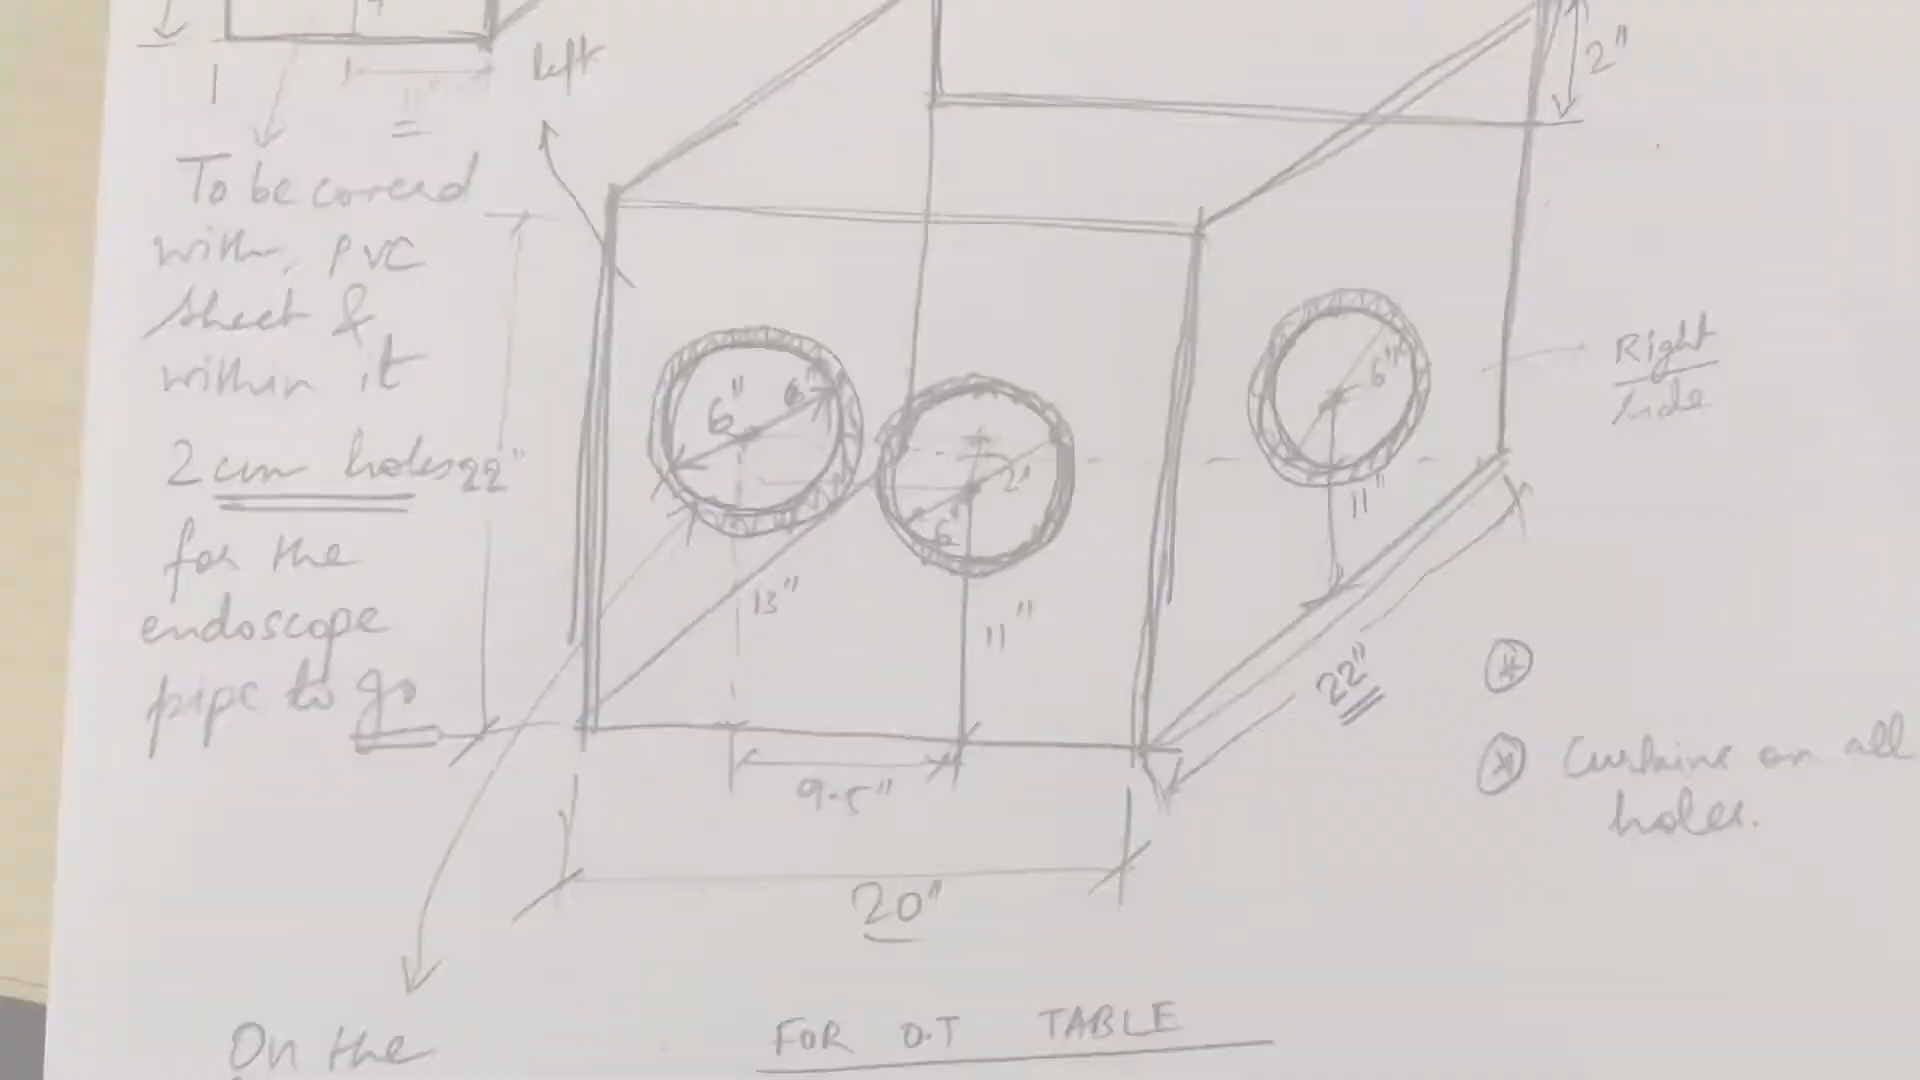 left
2"
11"
To be covered
with, PVC
sheet &
within it
2 cm holes
for the
endoscope
pipe to go
22"
6"
6"
2"
6"
6"
11"
13"
11"
Right
side
22"
9.5"
20"
Curtains on all
holes.
FOR O.T TABLE
On the